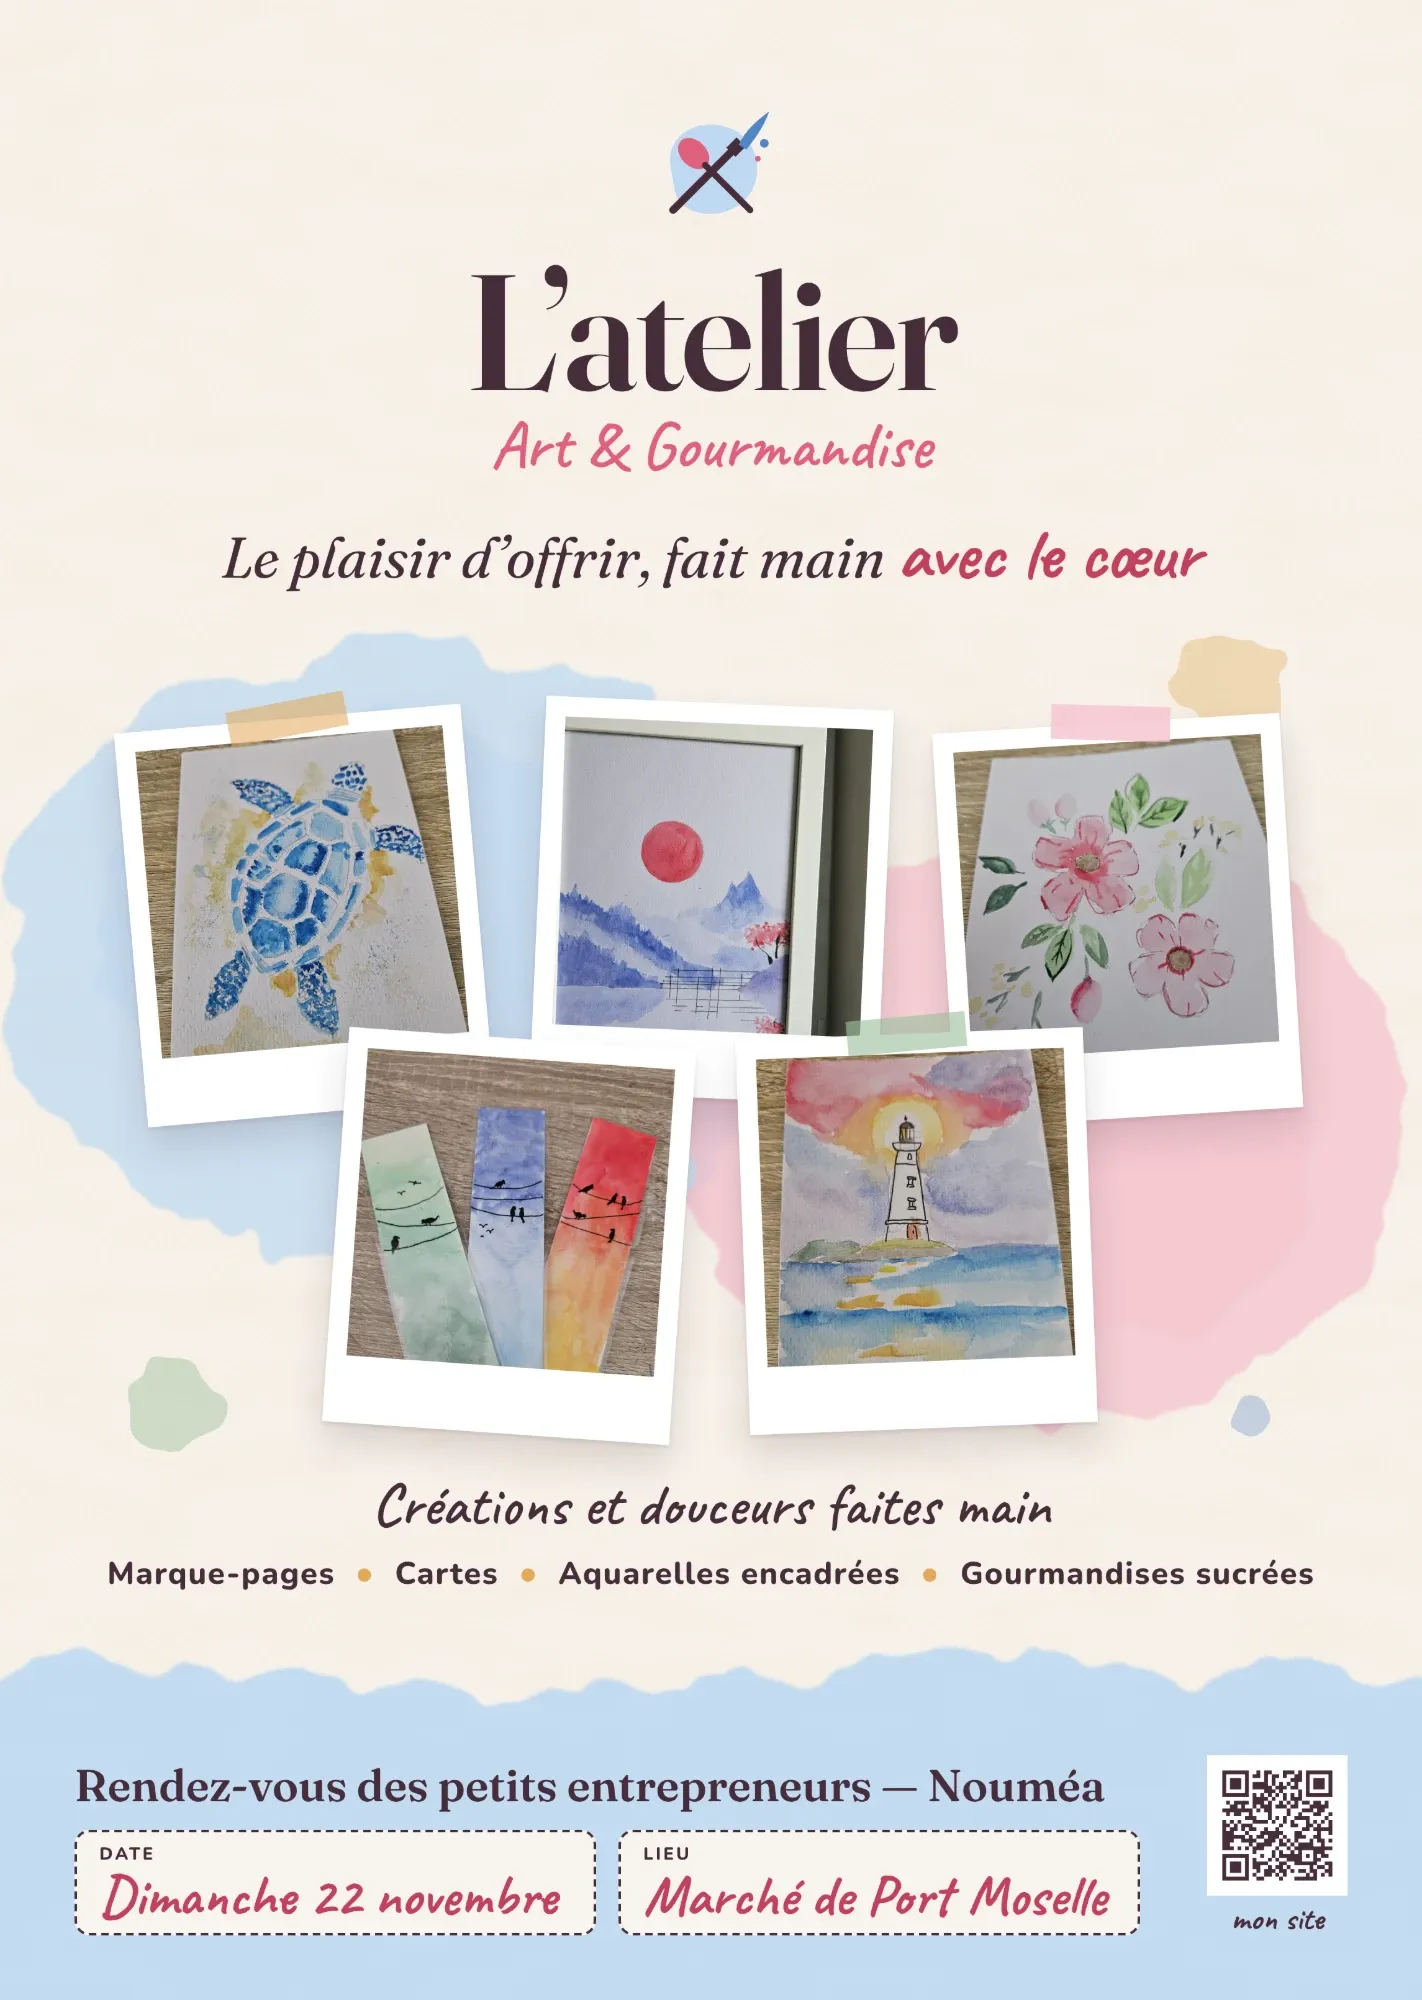 L’atelier
Art & Gourmandise
Le plaisir d’offrir, fait main avec le cœur
Créations et douceurs faites main
Marque-pages • Cartes • Aquarelles encadrées • Gourmandises sucrées
Rendez-vous des petits entrepreneurs — Nouméa
DATE
Dimanche 22 novembre
LIEU
Marché de Port Moselle
mon site